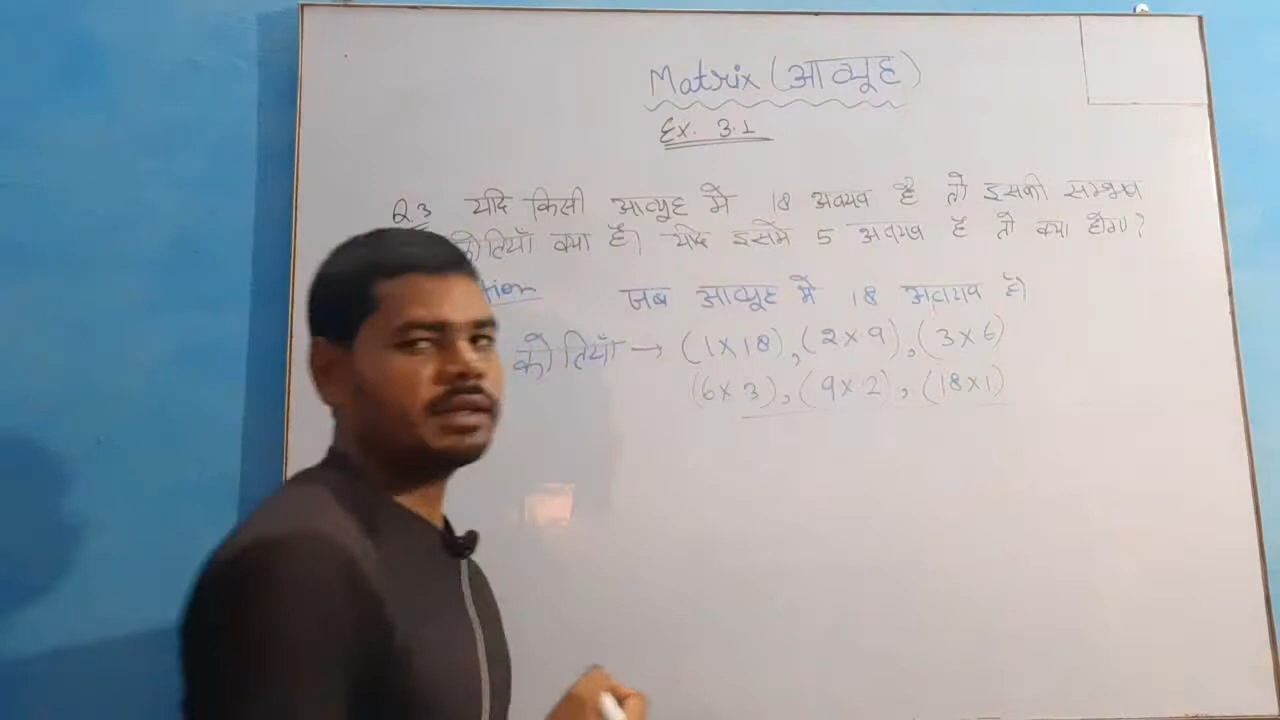 Matrix (आव्यूह)
Ex. 3.1
Q.3 यदि किसी आव्यूह में 18 अवयव हैं तो इसकी सम्भव
कोटियाँ क्या हैं। यदि इसमें 5 अवयव हैं तो क्या होगा?
tion जब आव्यूह में 18 अवयव हैं।
कोटियाँ → (1×18), (2×9), (3×6)
(6×3), (9×2), (18×1)